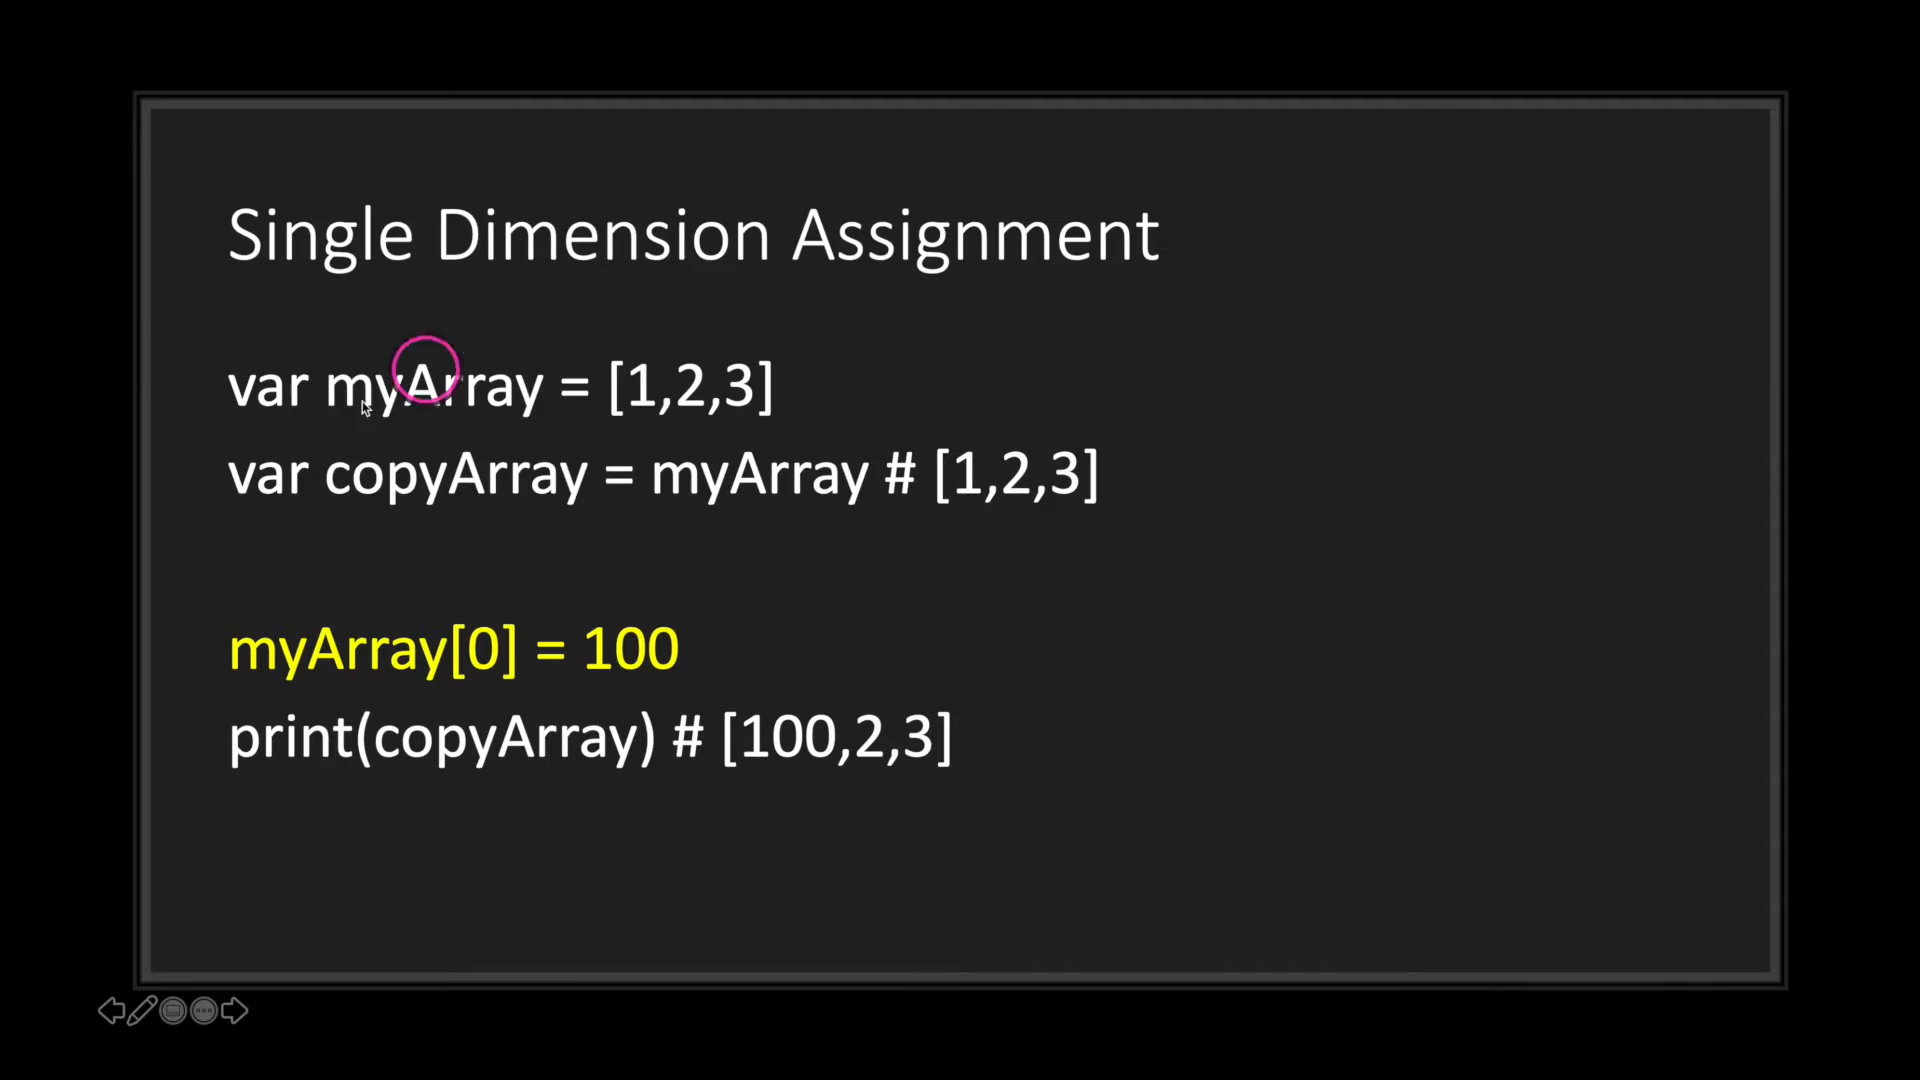 Single Dimension Assignment
var myArray = [1,2,3]
var copyArray = myArray # [1,2,3]
myArray[0] = 100
print(copyArray) # [100,2,3]